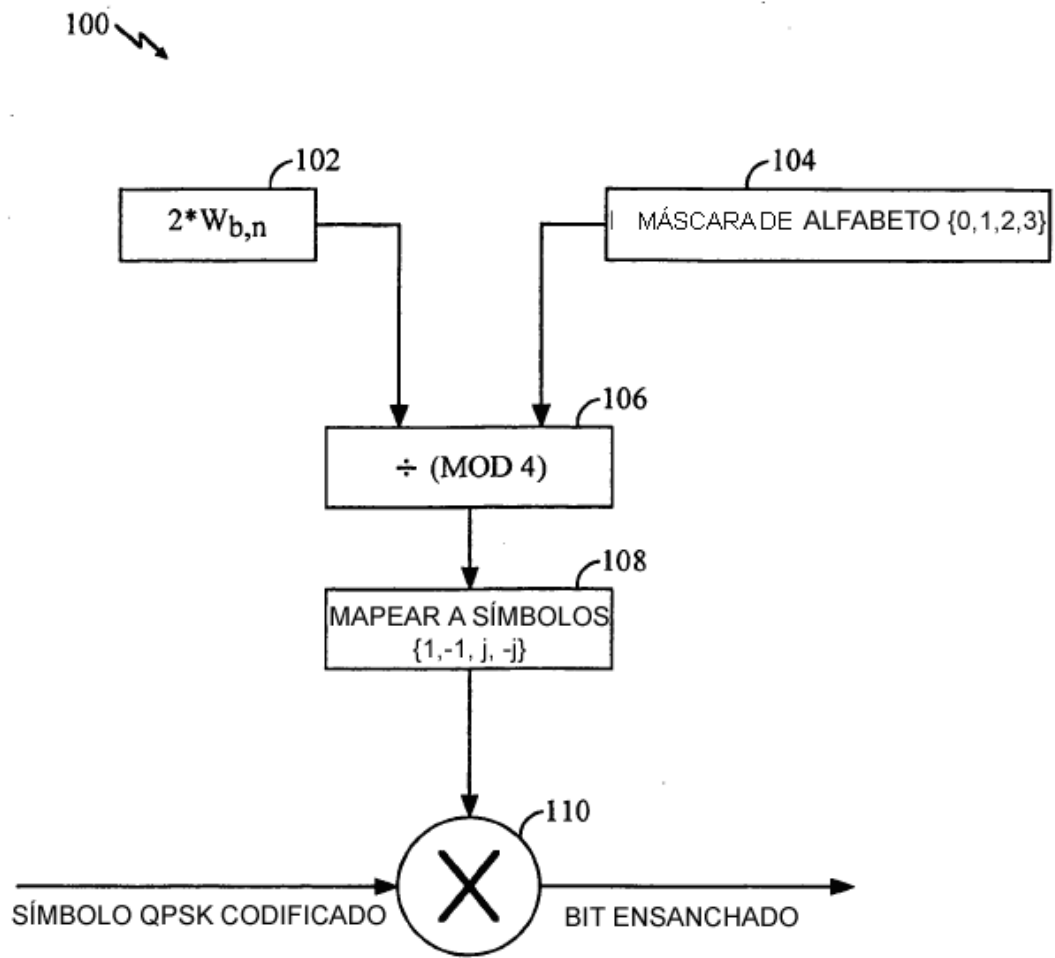 100
102
2*Wb,n
104
MÁSCARA DE ALFABETO {0,1,2,3}
106
÷ (MOD 4)
108
MAPEAR A SÍMBOLOS
{1,-1, j, -j}
110
SÍMBOLO QPSK CODIFICADO
BIT ENSANCHADO